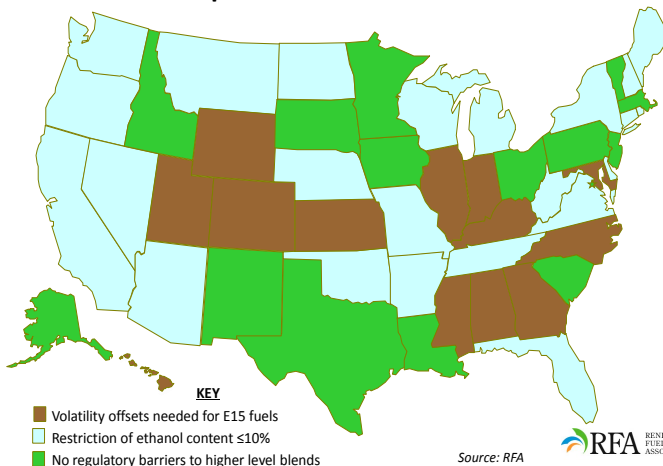 KEY
Volatility offsets needed for E15 fuels
Restriction of ethanol content ≤10%
No regulatory barriers to higher level blends
Source: RFA
RFA